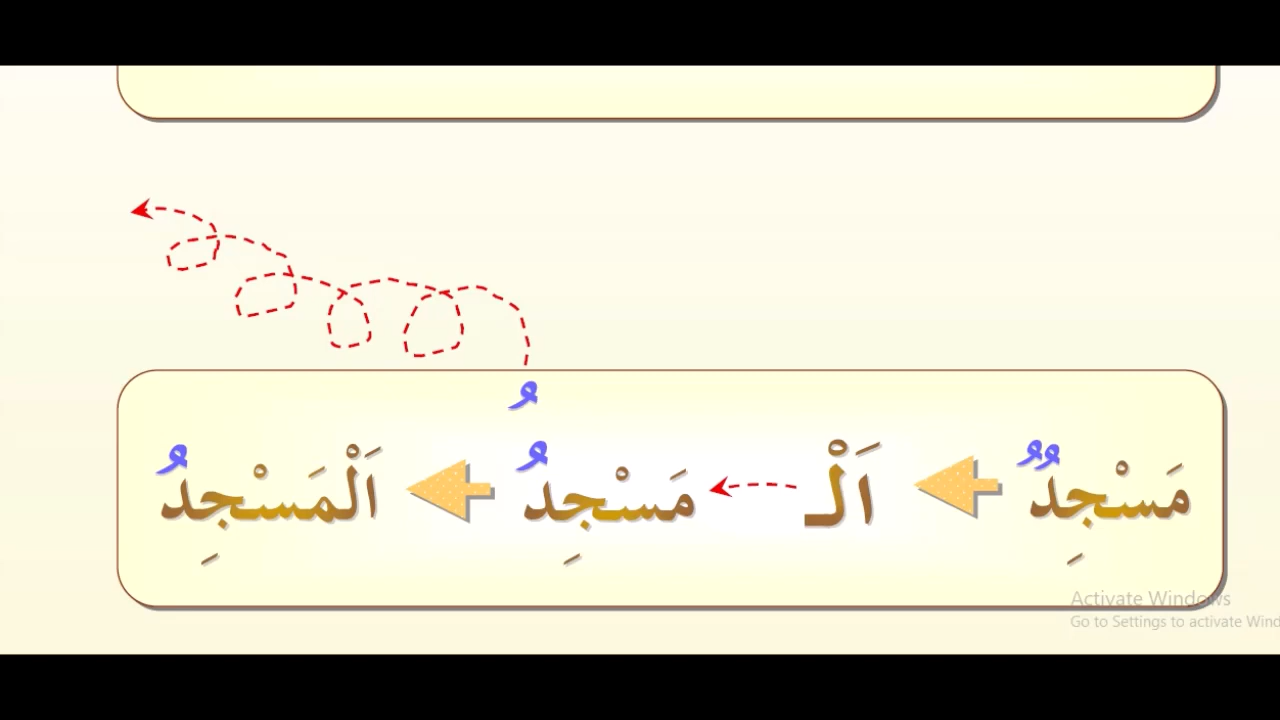 مَسْجِدٌ اَلْـ مَسْجِدُ ُ اَلْمَسْجِدُ
Activate Windows
Go to Settings to activate Wind